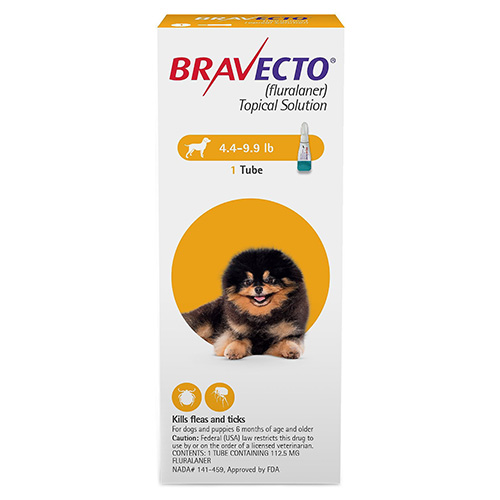 BRAVECTO®
(fluralaner)
Topical Solution
4.4-9.9 lb
1 Tube
Kills fleas and ticks
For dogs and puppies 6 months of age and older
Caution: Federal (USA) law restricts this drug to
use by or on the order of a licensed veterinarian.
CONTENTS: 1 TUBE CONTAINING 112.5 MG
FLURALANER
NADA# 141-459, Approved by FDA